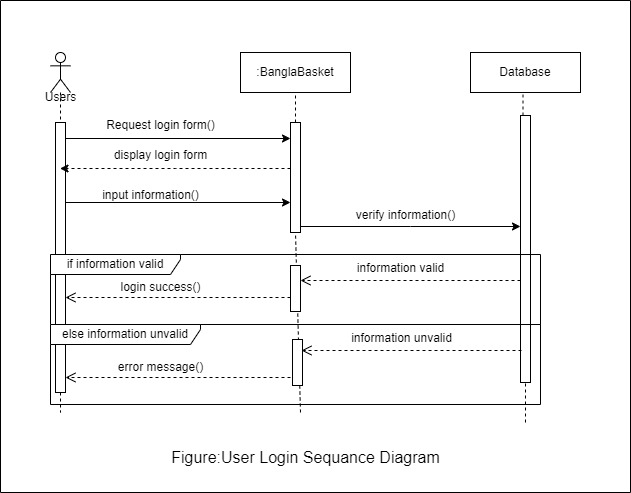 Users
:BanglaBasket
Database
Request login form()
display login form
input information()
verify information()
if information valid
information valid
login success()
else information unvalid
information unvalid
error message()
Figure:User Login Sequance Diagram